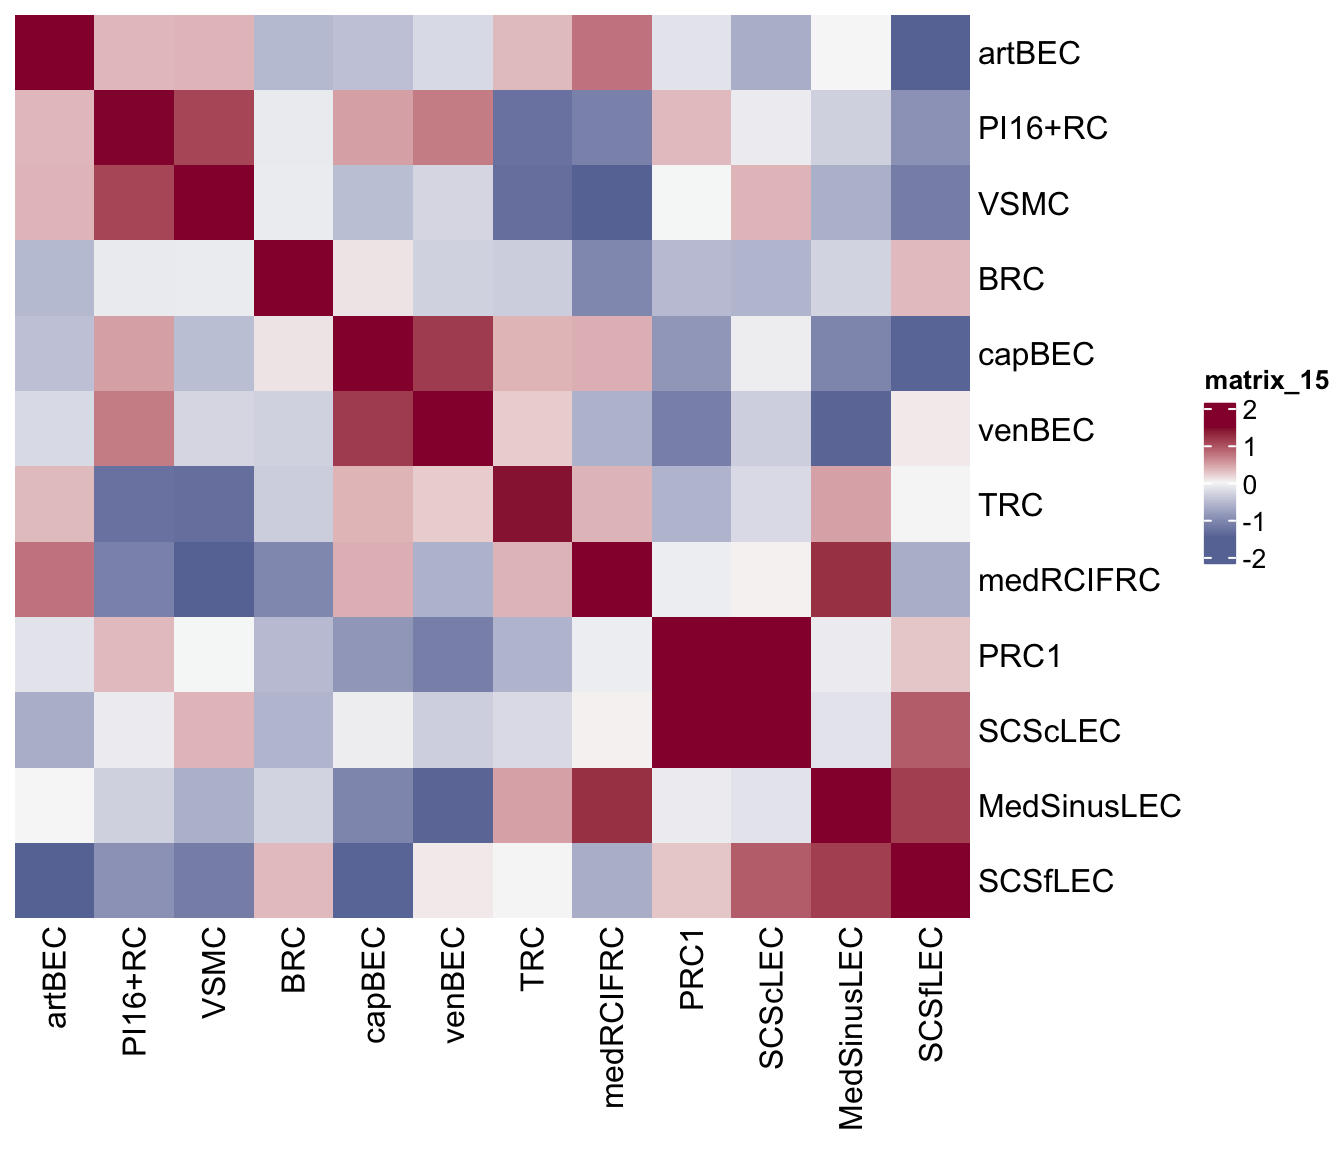 artBEC
PI16+RC
VSMC
BRC
capBEC
venBEC
TRC
medRCIFRC
PRC1
SCScLEC
MedSinusLEC
SCSfLEC
matrix_15
2
1
0
-1
-2
artBEC
PI16+RC
VSMC
BRC
capBEC
venBEC
TRC
medRCIFRC
PRC1
SCScLEC
MedSinusLEC
SCSfLEC